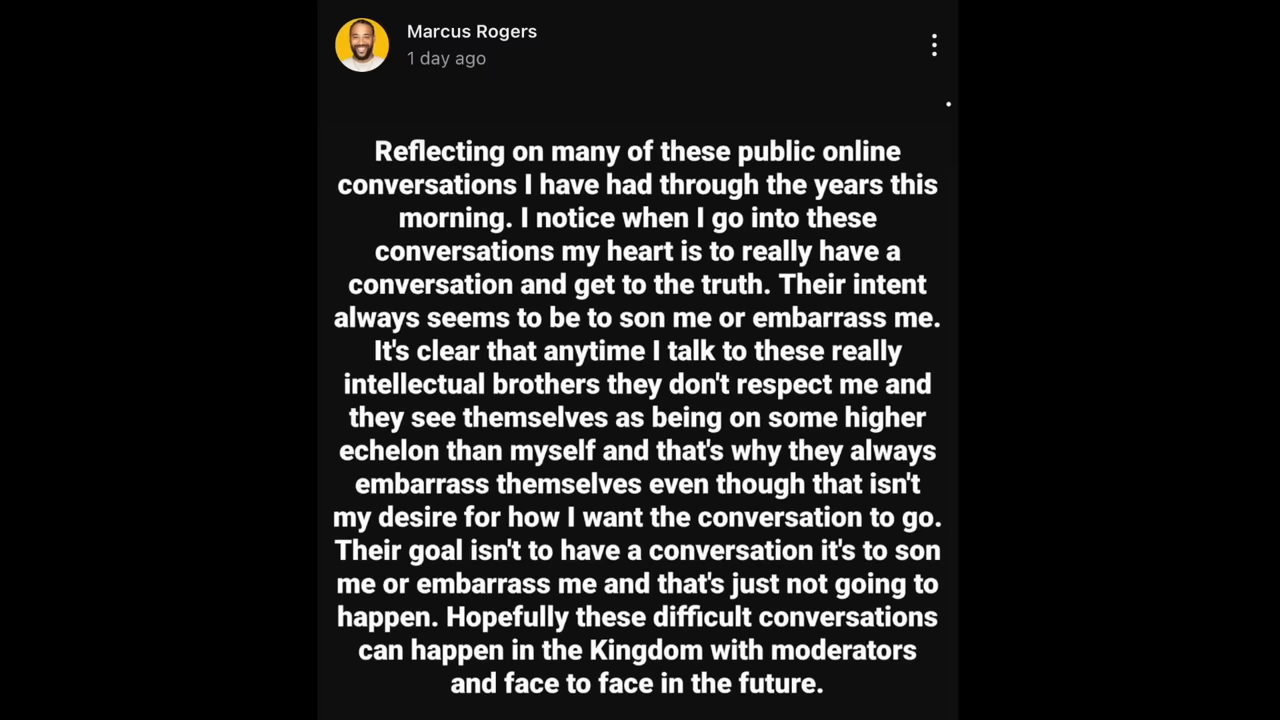 Marcus Rogers
1 day ago
Reflecting on many of these public online
conversations I have had through the years this
morning. I notice when I go into these
conversations my heart is to really have a
conversation and get to the truth. Their intent
always seems to be to son me or embarrass me.
It's clear that anytime I talk to these really
intellectual brothers they don't respect me and
they see themselves as being on some higher
echelon than myself and that's why they always
embarrass themselves even though that isn't
my desire for how I want the conversation to go.
Their goal isn't to have a conversation it's to son
me or embarrass me and that's just not going to
happen. Hopefully these difficult conversations
can happen in the Kingdom with moderators
and face to face in the future.